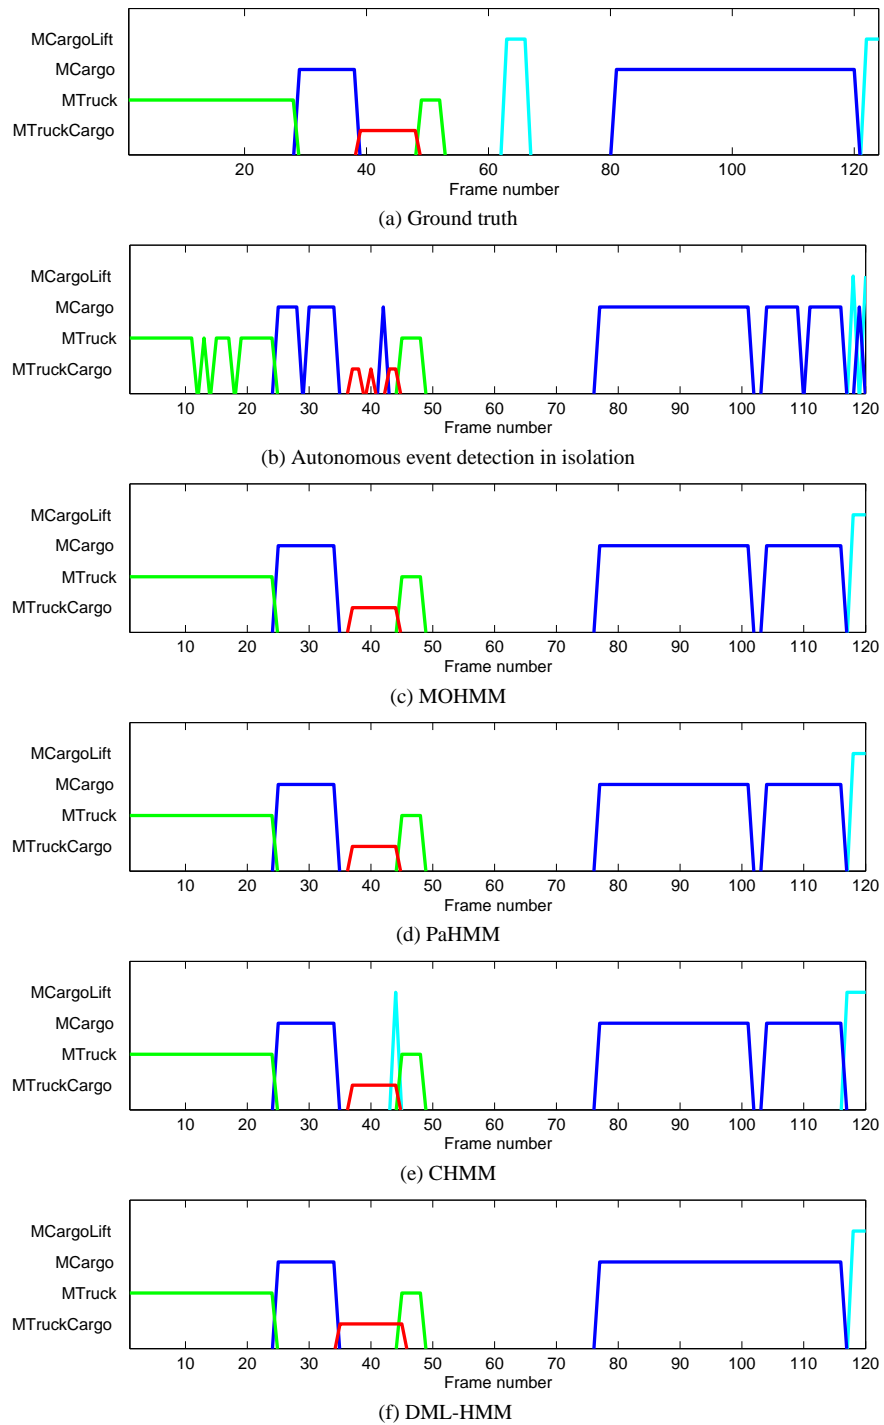 MCargoLift
MCargo
MTruck
MTruckCargo
20 40 60 80 100 120
Frame number
(a) Ground truth
MCargoLift
MCargo
MTruck
MTruckCargo
10 20 30 40 50 60 70 80 90 100 110 120
Frame number
(b) Autonomous event detection in isolation
MCargoLift
MCargo
MTruck
MTruckCargo
10 20 30 40 50 60 70 80 90 100 110 120
Frame number
(c) MOHMM
MCargoLift
MCargo
MTruck
MTruckCargo
10 20 30 40 50 60 70 80 90 100 110 120
Frame number
(d) PaHMM
MCargoLift
MCargo
MTruck
MTruckCargo
10 20 30 40 50 60 70 80 90 100 110 120
Frame number
(e) CHMM
MCargoLift
MCargo
MTruck
MTruckCargo
10 20 30 40 50 60 70 80 90 100 110 120
Frame number
(f) DML-HMM